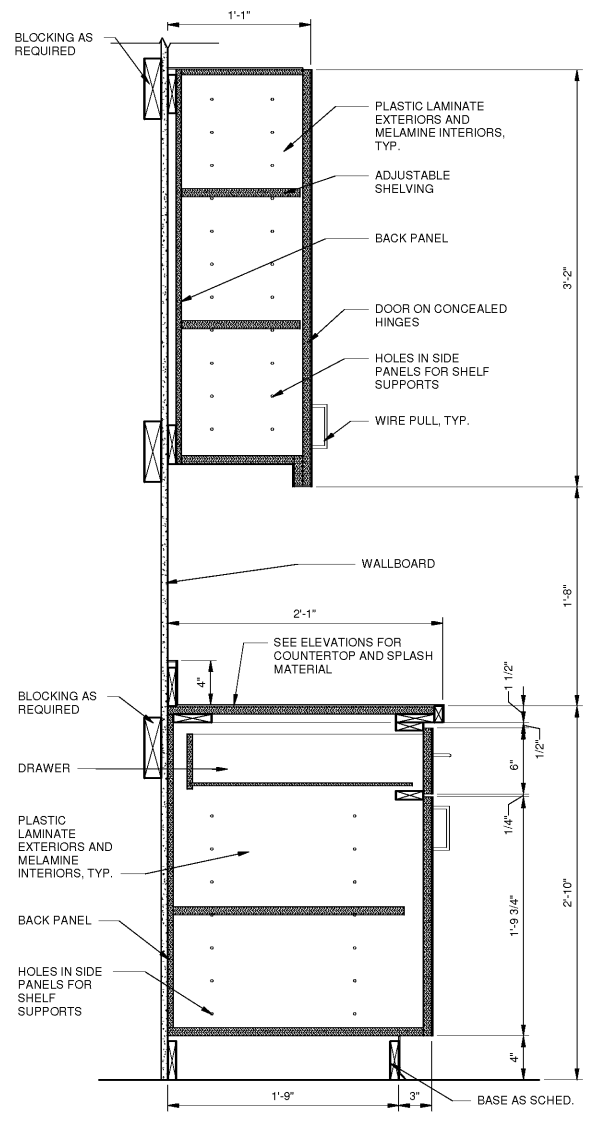 1'-1"
BLOCKING AS
REQUIRED
PLASTIC LAMINATE
EXTERIORS AND
MELAMINE INTERIORS,
TYP.
ADJUSTABLE
SHELVING
BACK PANEL
3'-2"
DOOR ON CONCEALED
HINGES
HOLES IN SIDE
PANELS FOR SHELF
SUPPORTS
WIRE PULL, TYP.
WALLBOARD
1'-8"
2'-1"
SEE ELEVATIONS FOR
COUNTERTOP AND SPLASH
MATERIAL
4"
1 1/2"
BLOCKING AS
REQUIRED
1/2"
DRAWER
6"
1/4"
PLASTIC
LAMINATE
EXTERIORS AND
MELAMINE
INTERIORS, TYP.
2'-10"
1'-9 3/4"
BACK PANEL
HOLES IN SIDE
PANELS FOR
SHELF
SUPPORTS
4"
1'-9"
3"
BASE AS SCHED.